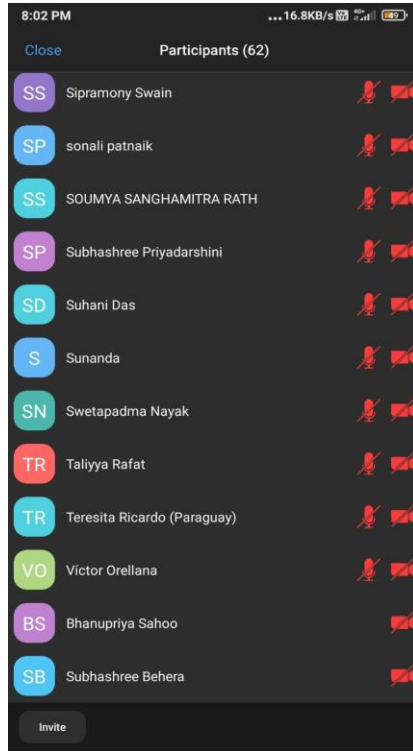 8:02 PM ...16.8KB/s 4G+ 49
Close Participants (62)
SS Sipramony Swain
SP sonali patnaik
SS SOUMYA SANGHAMITRA RATH
SP Subhashree Priyadarshini
SD Suhani Das
S Sunanda
SN Swetapadma Nayak
TR Taliyya Rafat
TR Teresita Ricardo (Paraguay)
VO Víctor Orellana
BS Bhanupriya Sahoo
SB Subhashree Behera
Invite